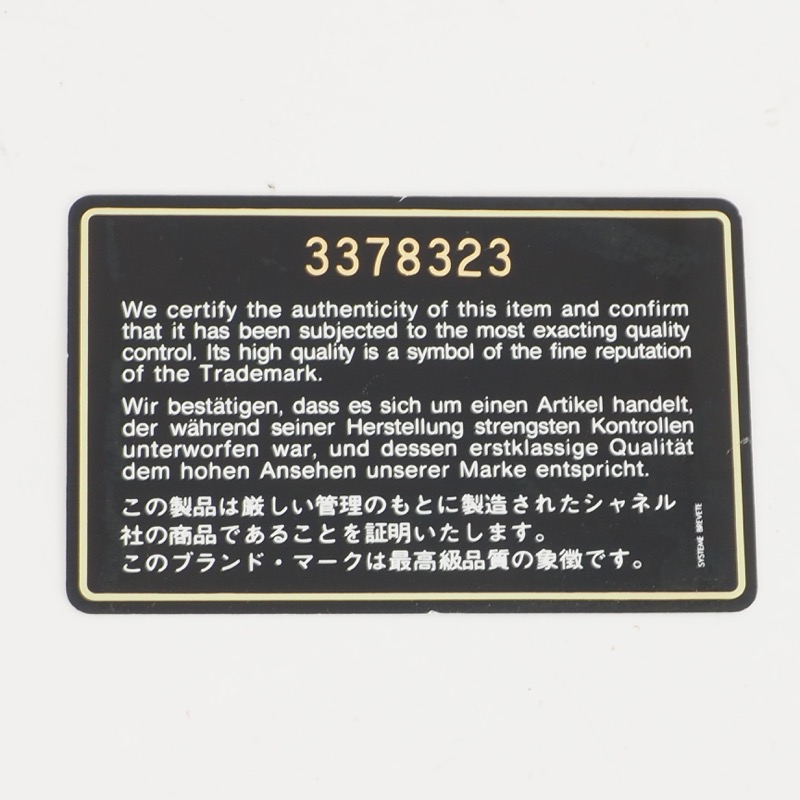 3378323
We certify the authenticity of this item and confirm
that it has been subjected to the most exacting quality
control. Its high quality is a symbol of the fine reputation
of the Trademark.
Wir bestätigen, dass es sich um einen Artikel handelt,
der während seiner Herstellung strengsten Kontrollen
unterworfen war, und dessen erstklassige Qualität
dem hohen Ansehen unserer Marke entspricht.
この製品は厳しい管理のもとに製造されたシャネル
社の商品であることを証明いたします。
このブランド・マークは最高級品質の象徴です。
SYSTEME BREVETE